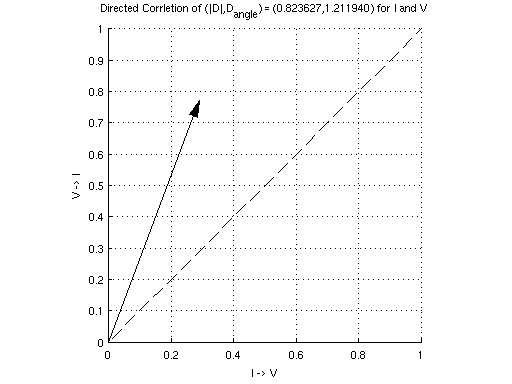 Directed Corrletion of (|D|,D_angle) = (0.823627,1.211940) for I and V
1
0.9
0.8
0.7
0.6
0.5
0.4
0.3
0.2
0.1
0
V -> I
0 0.2 0.4 0.6 0.8 1
I -> V